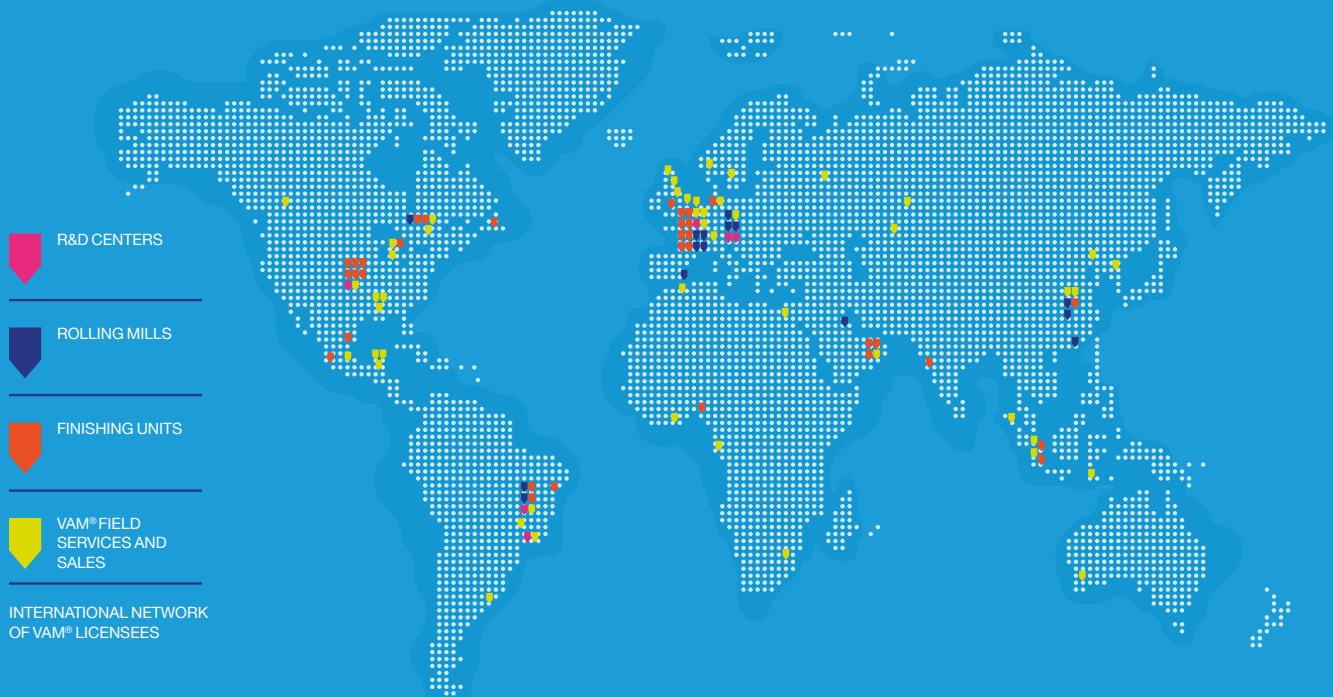 R&D CENTERS
ROLLING MILLS
FINISHING UNITS
VAM® FIELD
SERVICES AND
SALES
INTERNATIONAL NETWORK
OF VAM® LICENSEES